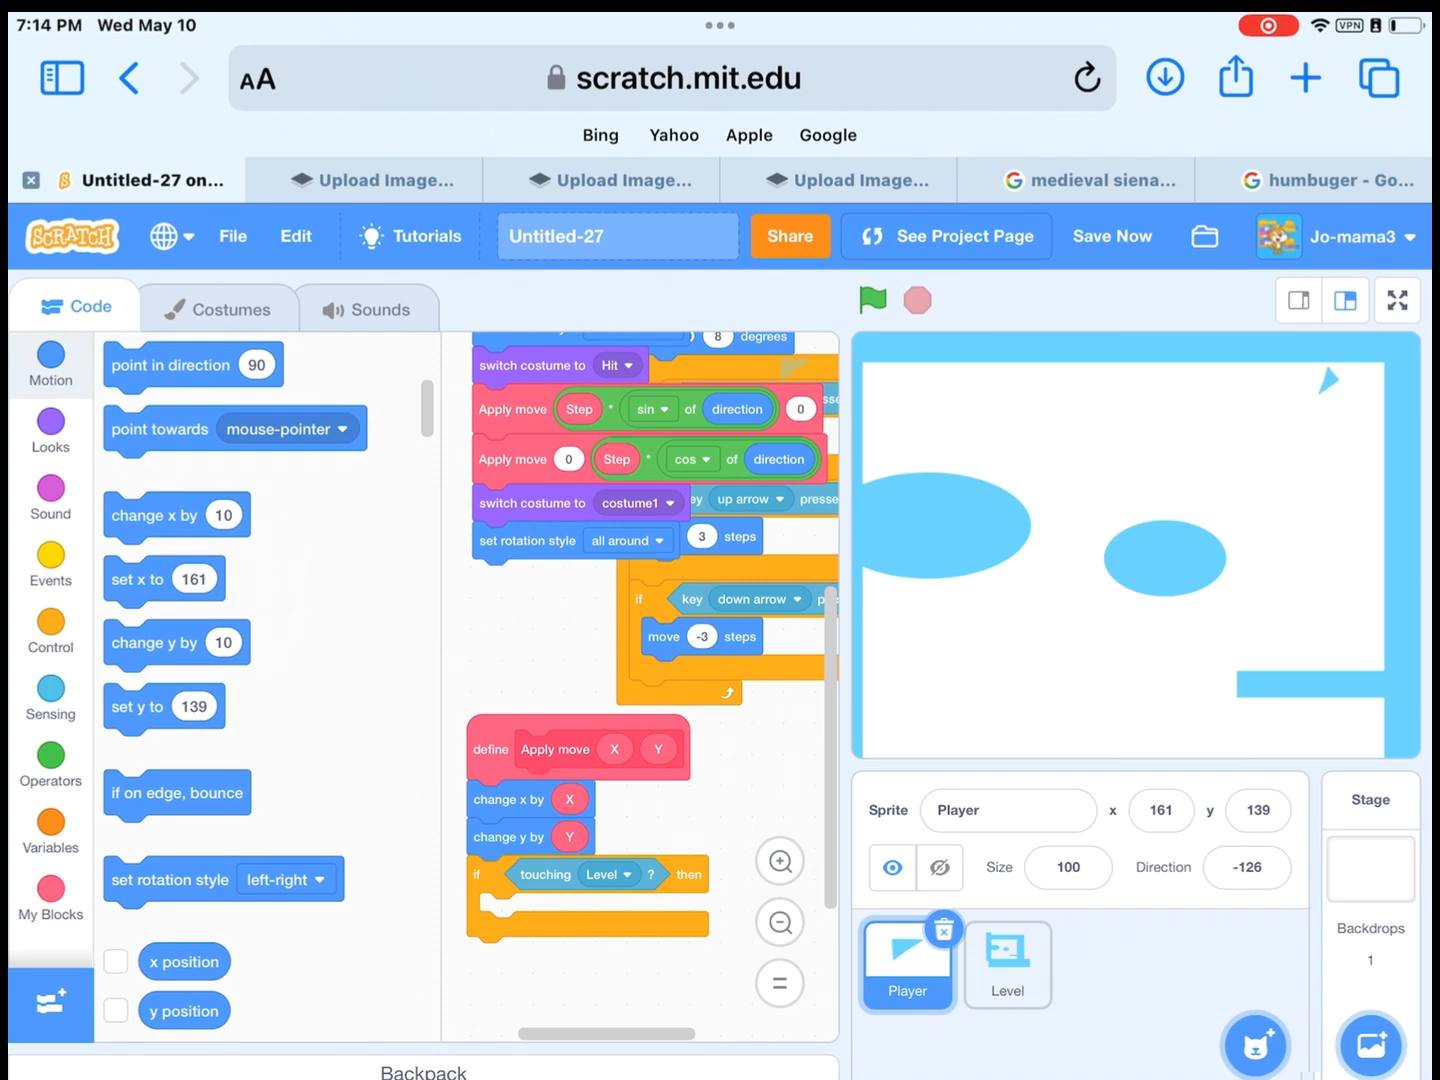 7:14 PM Wed May 10
VPN
AA
scratch.mit.edu
Bing Yahoo Apple Google
Untitled-27 on...
Upload Image...
Upload Image...
Upload Image...
medieval siena...
humbuger - Go...
SCRATCH
File
Edit
Tutorials
Untitled-27
Share
See Project Page
Save Now
Jo-mama3
Code
Costumes
Sounds
Motion
Looks
Sound
Events
Control
Sensing
Operators
Variables
My Blocks
point in direction 90
point towards mouse-pointer
change x by 10
set x to 161
change y by 10
set y to 139
if on edge, bounce
set rotation style left-right
x position
y position
) 8 degrees
switch costume to Hit
Apply move Step * sin of direction 0
Apply move 0 Step * cos of direction
switch costume to costume1
up arrow
set rotation style all around
3 steps
if key down arrow
move -3 steps
define Apply move X Y
change x by X
change y by Y
if touching Level ? then
Backpack
Sprite Player x 161 y 139
Size 100 Direction -126
Player
Level
Stage
Backdrops
1